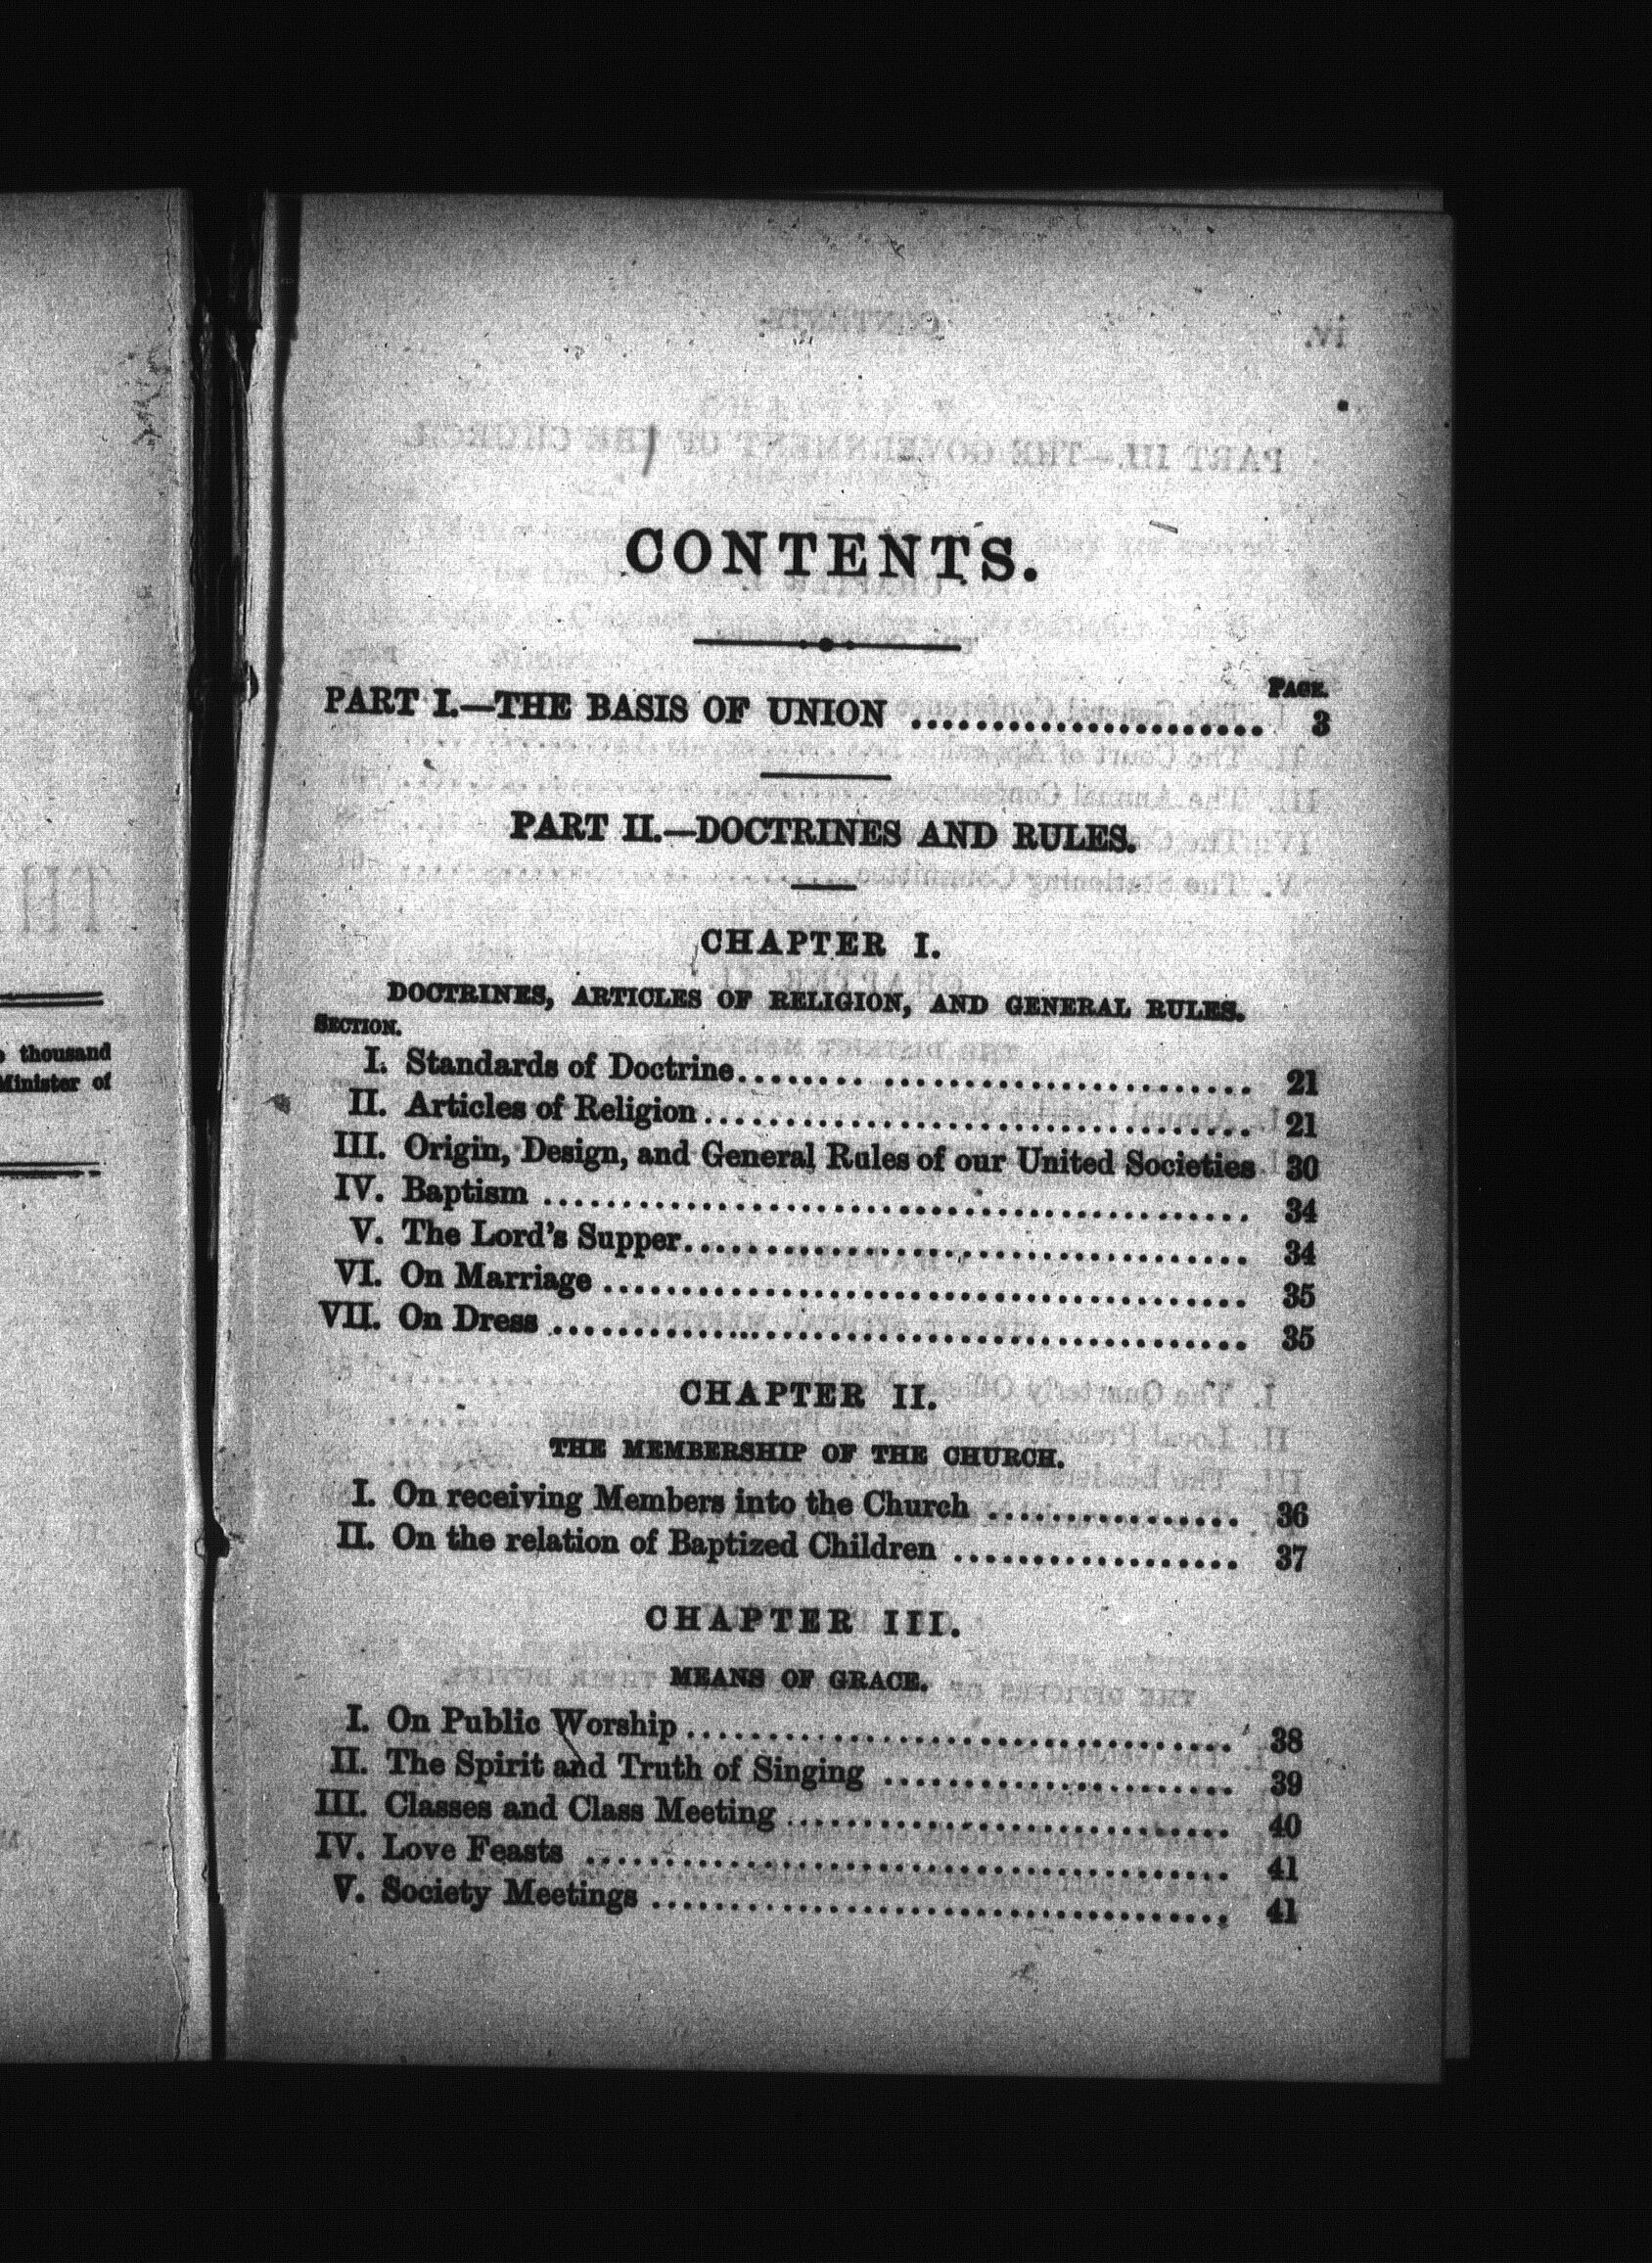 thousand
Minister of
CONTENTS.
PAGE.
PART I.—THE BASIS OF UNION ...................... 3
PART II.—DOCTRINES AND RULES.
CHAPTER I.
DOCTRINES, ARTICLES OF RELIGION, AND GENERAL RULES.
SECTION.
I. Standards of Doctrine........ ....................... 21
II. Articles of Religion.................................. 21
III. Origin, Design, and General Rules of our United Societies 30
IV. Baptism ............................................ 34
V. The Lord's Supper................................... 34
VI. On Marriage ........................................ 35
VII. On Dress ........................................... 35
CHAPTER II.
THE MEMBERSHIP OF THE CHURCH.
I. On receiving Members into the Church ................ 36
II. On the relation of Baptized Children .................. 37
CHAPTER III.
MEANS OF GRACE.
I. On Public Worship.................................. 38
II. The Spirit and Truth of Singing ...................... 39
III. Classes and Class Meeting ........................... 40
IV. Love Feasts ........................................ 41
V. Society Meetings .................................... 41